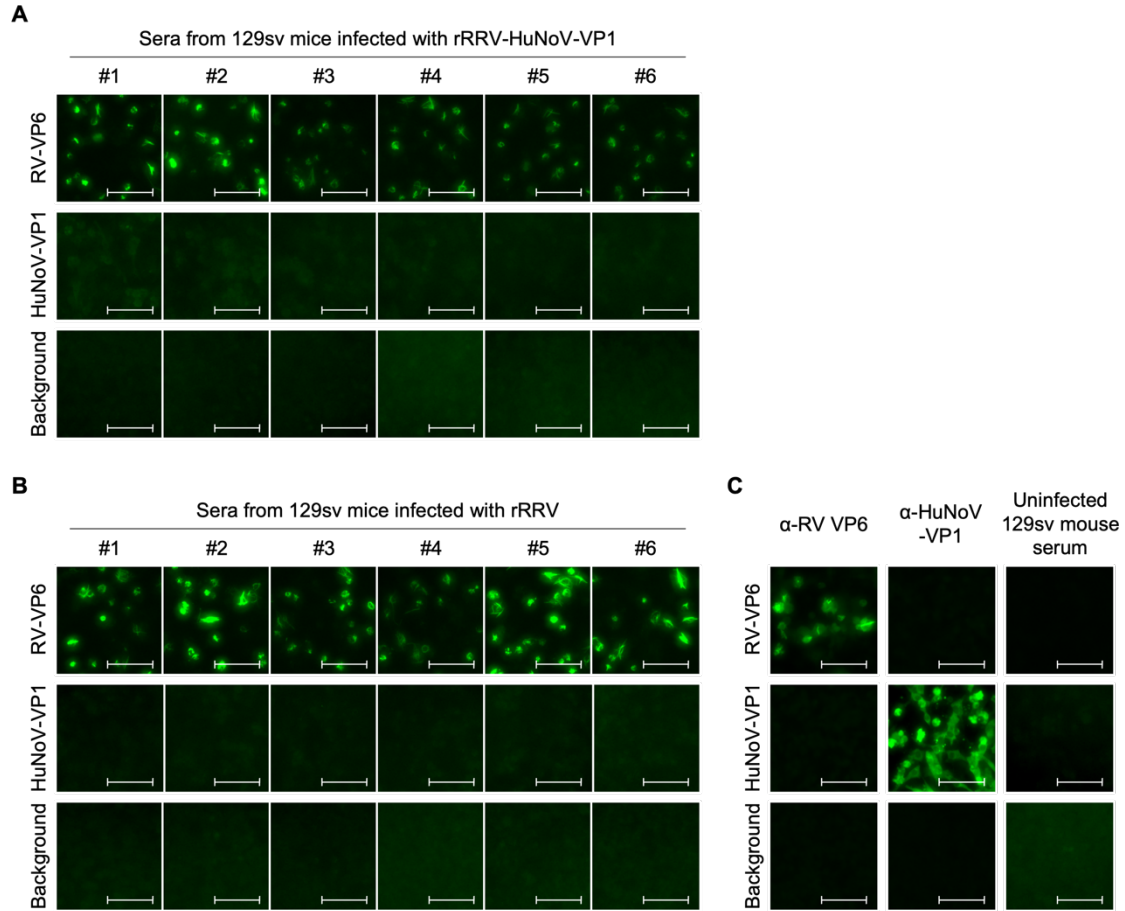 A
Sera from 129sv mice infected with rRRV-HuNoV-VP1
#1 #2 #3 #4 #5 #6
RV-VP6
HuNoV-VP1
Background
B
Sera from 129sv mice infected with rRRV
#1 #2 #3 #4 #5 #6
RV-VP6
HuNoV-VP1
Background
C
α-RV VP6
α-HuNoV
-VP1
Uninfected
129sv mouse
serum
RV-VP6
HuNoV-VP1
Background